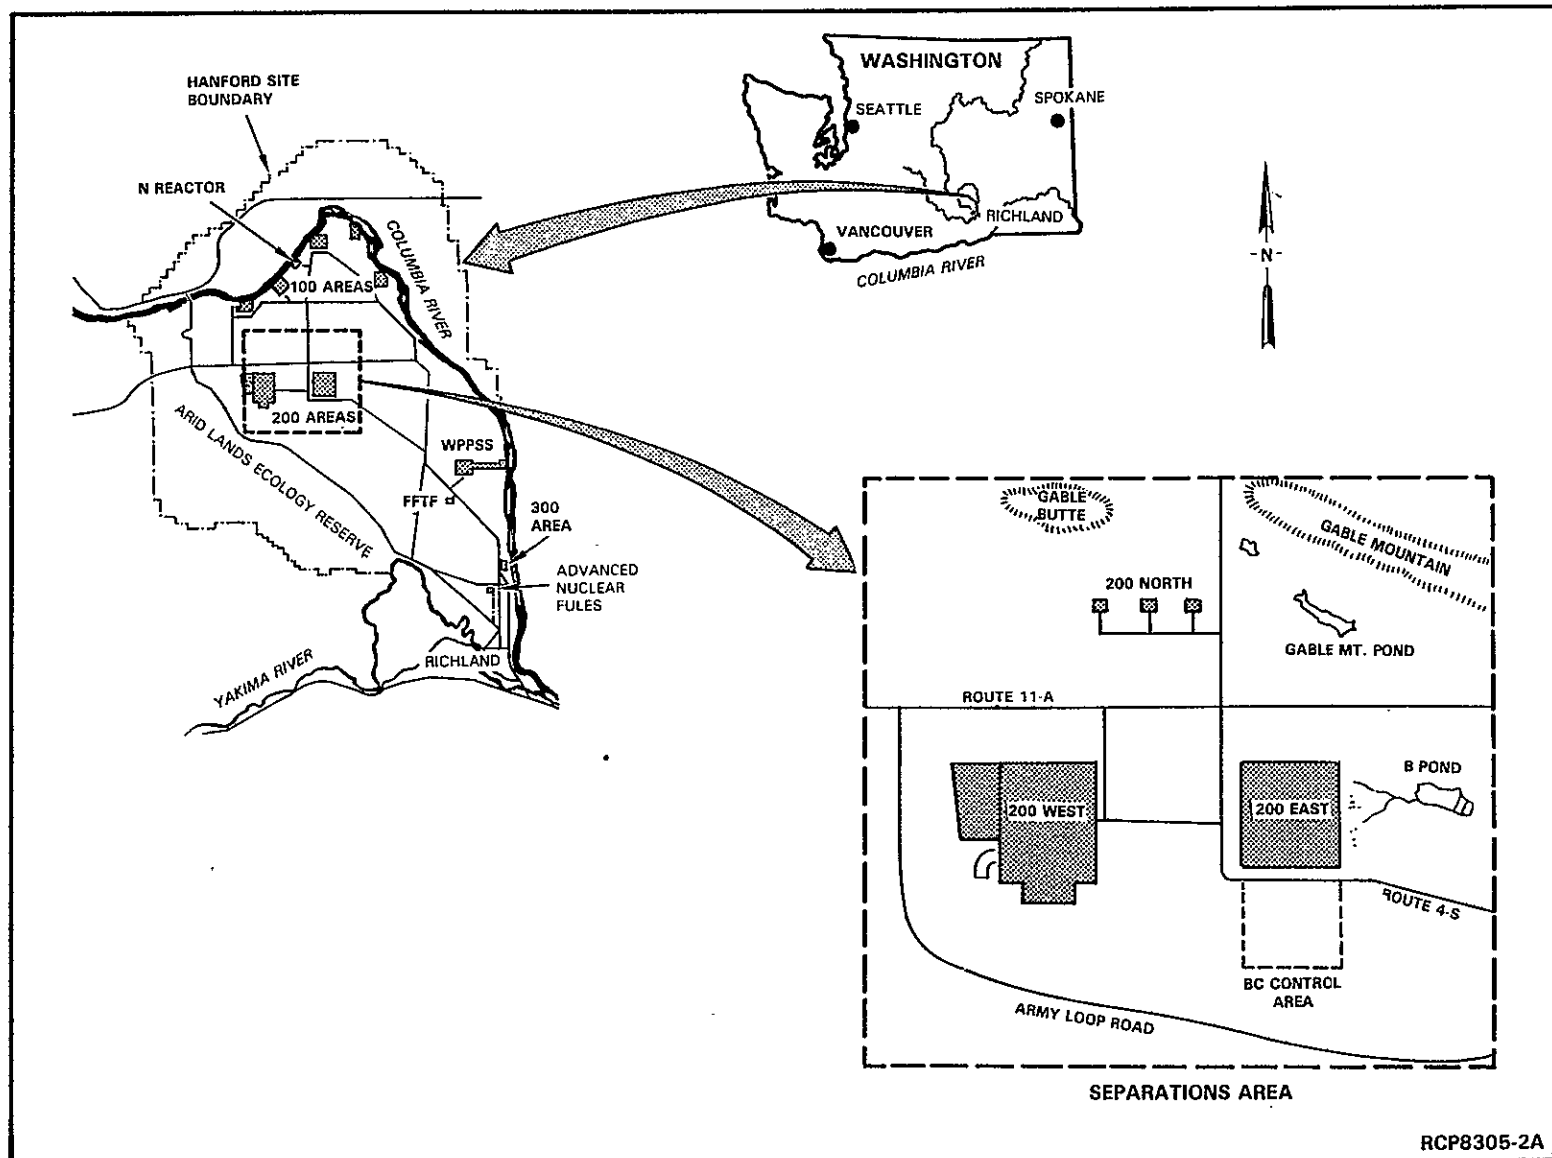 HANFORD SITE
BOUNDARY
N REACTOR
100 AREAS
COLUMBIA RIVER
200 AREAS
ARID LANDS ECOLOGY RESERVE
WPPSS
FFTF
300
AREA
ADVANCED
NUCLEAR
FULES
RICHLAND
YAKIMA RIVER
WASHINGTON
SEATTLE
SPOKANE
RICHLAND
VANCOUVER
COLUMBIA RIVER
-N-
GABLE
BUTTE
GABLE MOUNTAIN
200 NORTH
GABLE MT. POND
ROUTE 11-A
200 WEST
200 EAST
B POND
ROUTE 4-S
BC CONTROL
AREA
ARMY LOOP ROAD
SEPARATIONS AREA
RCP8305-2A